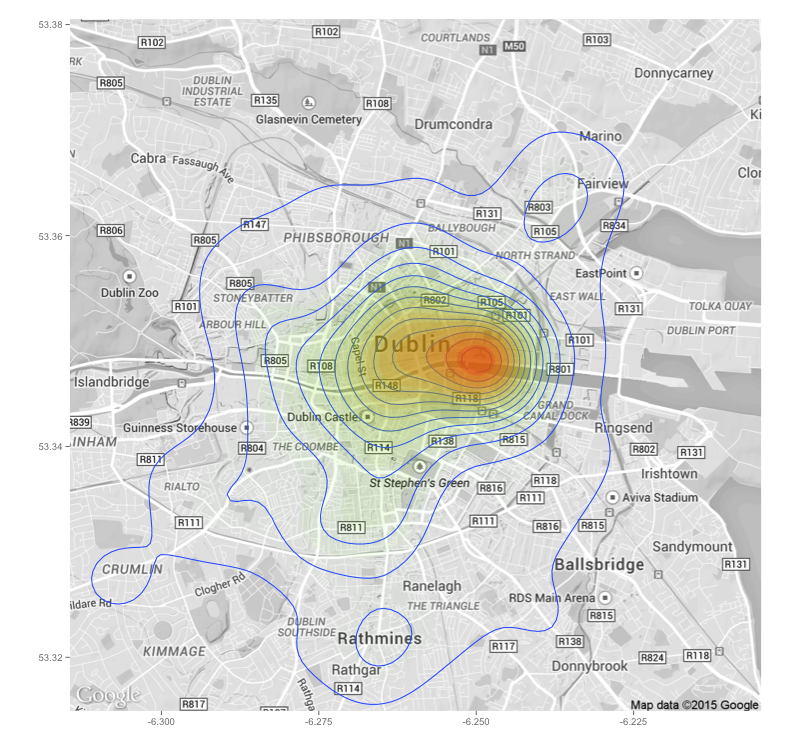 53.38
R102
R102
COURTLANDS
N1
M50
R103
RK
R805
DUBLIN
INDUSTRIAL
ESTATE
R135
R108
Donnycarney
Glasnevin Cemetery
Drumcondra
Ki
Marino
N
Cabra
Fassaugh Ave
Clo
Fairview
R803
R131
R147
R834
R806
R805
BALLYBOUGH
R105
53.36
PHIBSBOROUGH
N1
R101
NORTH STRAND
EastPoint
Dublin Zoo
R805
N1
STONEYBATTER
R802
R105
EAST WALL
R101
R101
R131
TOLKA QUAY
ARBOUR HILL
DUBLIN PORT
Capel St
Dublin
R101
R805
R108
R801
Islandbridge
R148
R118
R839
Dublin Castle
GRAND
CANAL DOCK
Guinness Storehouse
Ringsend
53.34
INHAM
R804
THE COOMBE
R114
R138
R815
R802
R131
R811
St Stephen's Green
Irishtown
RIALTO
R816
R118
R111
Aviva Stadium
R111
R811
R111
R816
R815
Sandymount
CRUMLIN
Ballsbridge
R131
Clogher Rd
Ranelagh
ildare Rd
THE TRIANGLE
RDS Main Arena
R815
DUBLIN
SOUTHSIDE
Rathmines
R138
KIMMAGE
R117
53.32
Rathgar
Donnybrook
R824
R118
R114
Google
R817
Rathga
Map data ©2015 Google
-6.300
-6.275
-6.250
-6.225